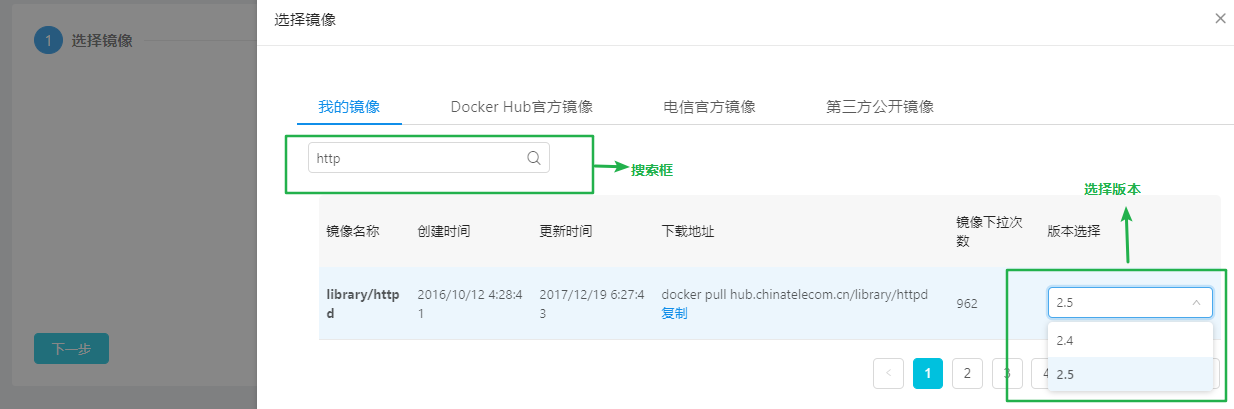 选择镜像
1 选择镜像
我的镜像 Docker Hub官方镜像 电信官方镜像 第三方公开镜像
http
搜索框
选择版本
镜像名称 创建时间 更新时间 下载地址 镜像下拉次 版本选择
数
library/http 2016/10/12 4:28:4 2017/12/19 6:27:4 docker pull hub.chinatelecom.cn/library/httpd 962 2.5
d 1 3 复制
2.4
2.5
下一步
< 1 2 3 4